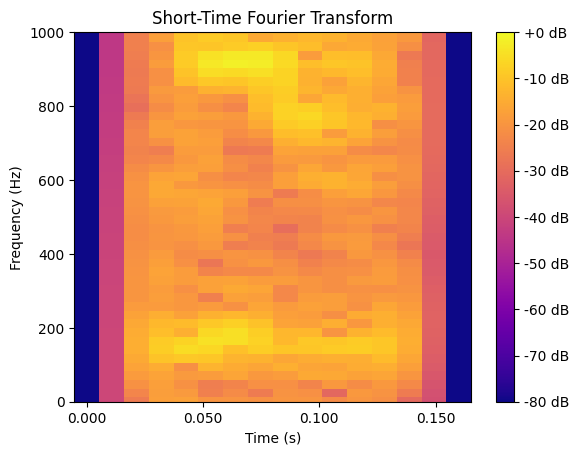 Short-Time Fourier Transform
1000
800
600
400
200
0
Frequency (Hz)
0.000
0.050
0.100
0.150
Time (s)
+0 dB
-10 dB
-20 dB
-30 dB
-40 dB
-50 dB
-60 dB
-70 dB
-80 dB